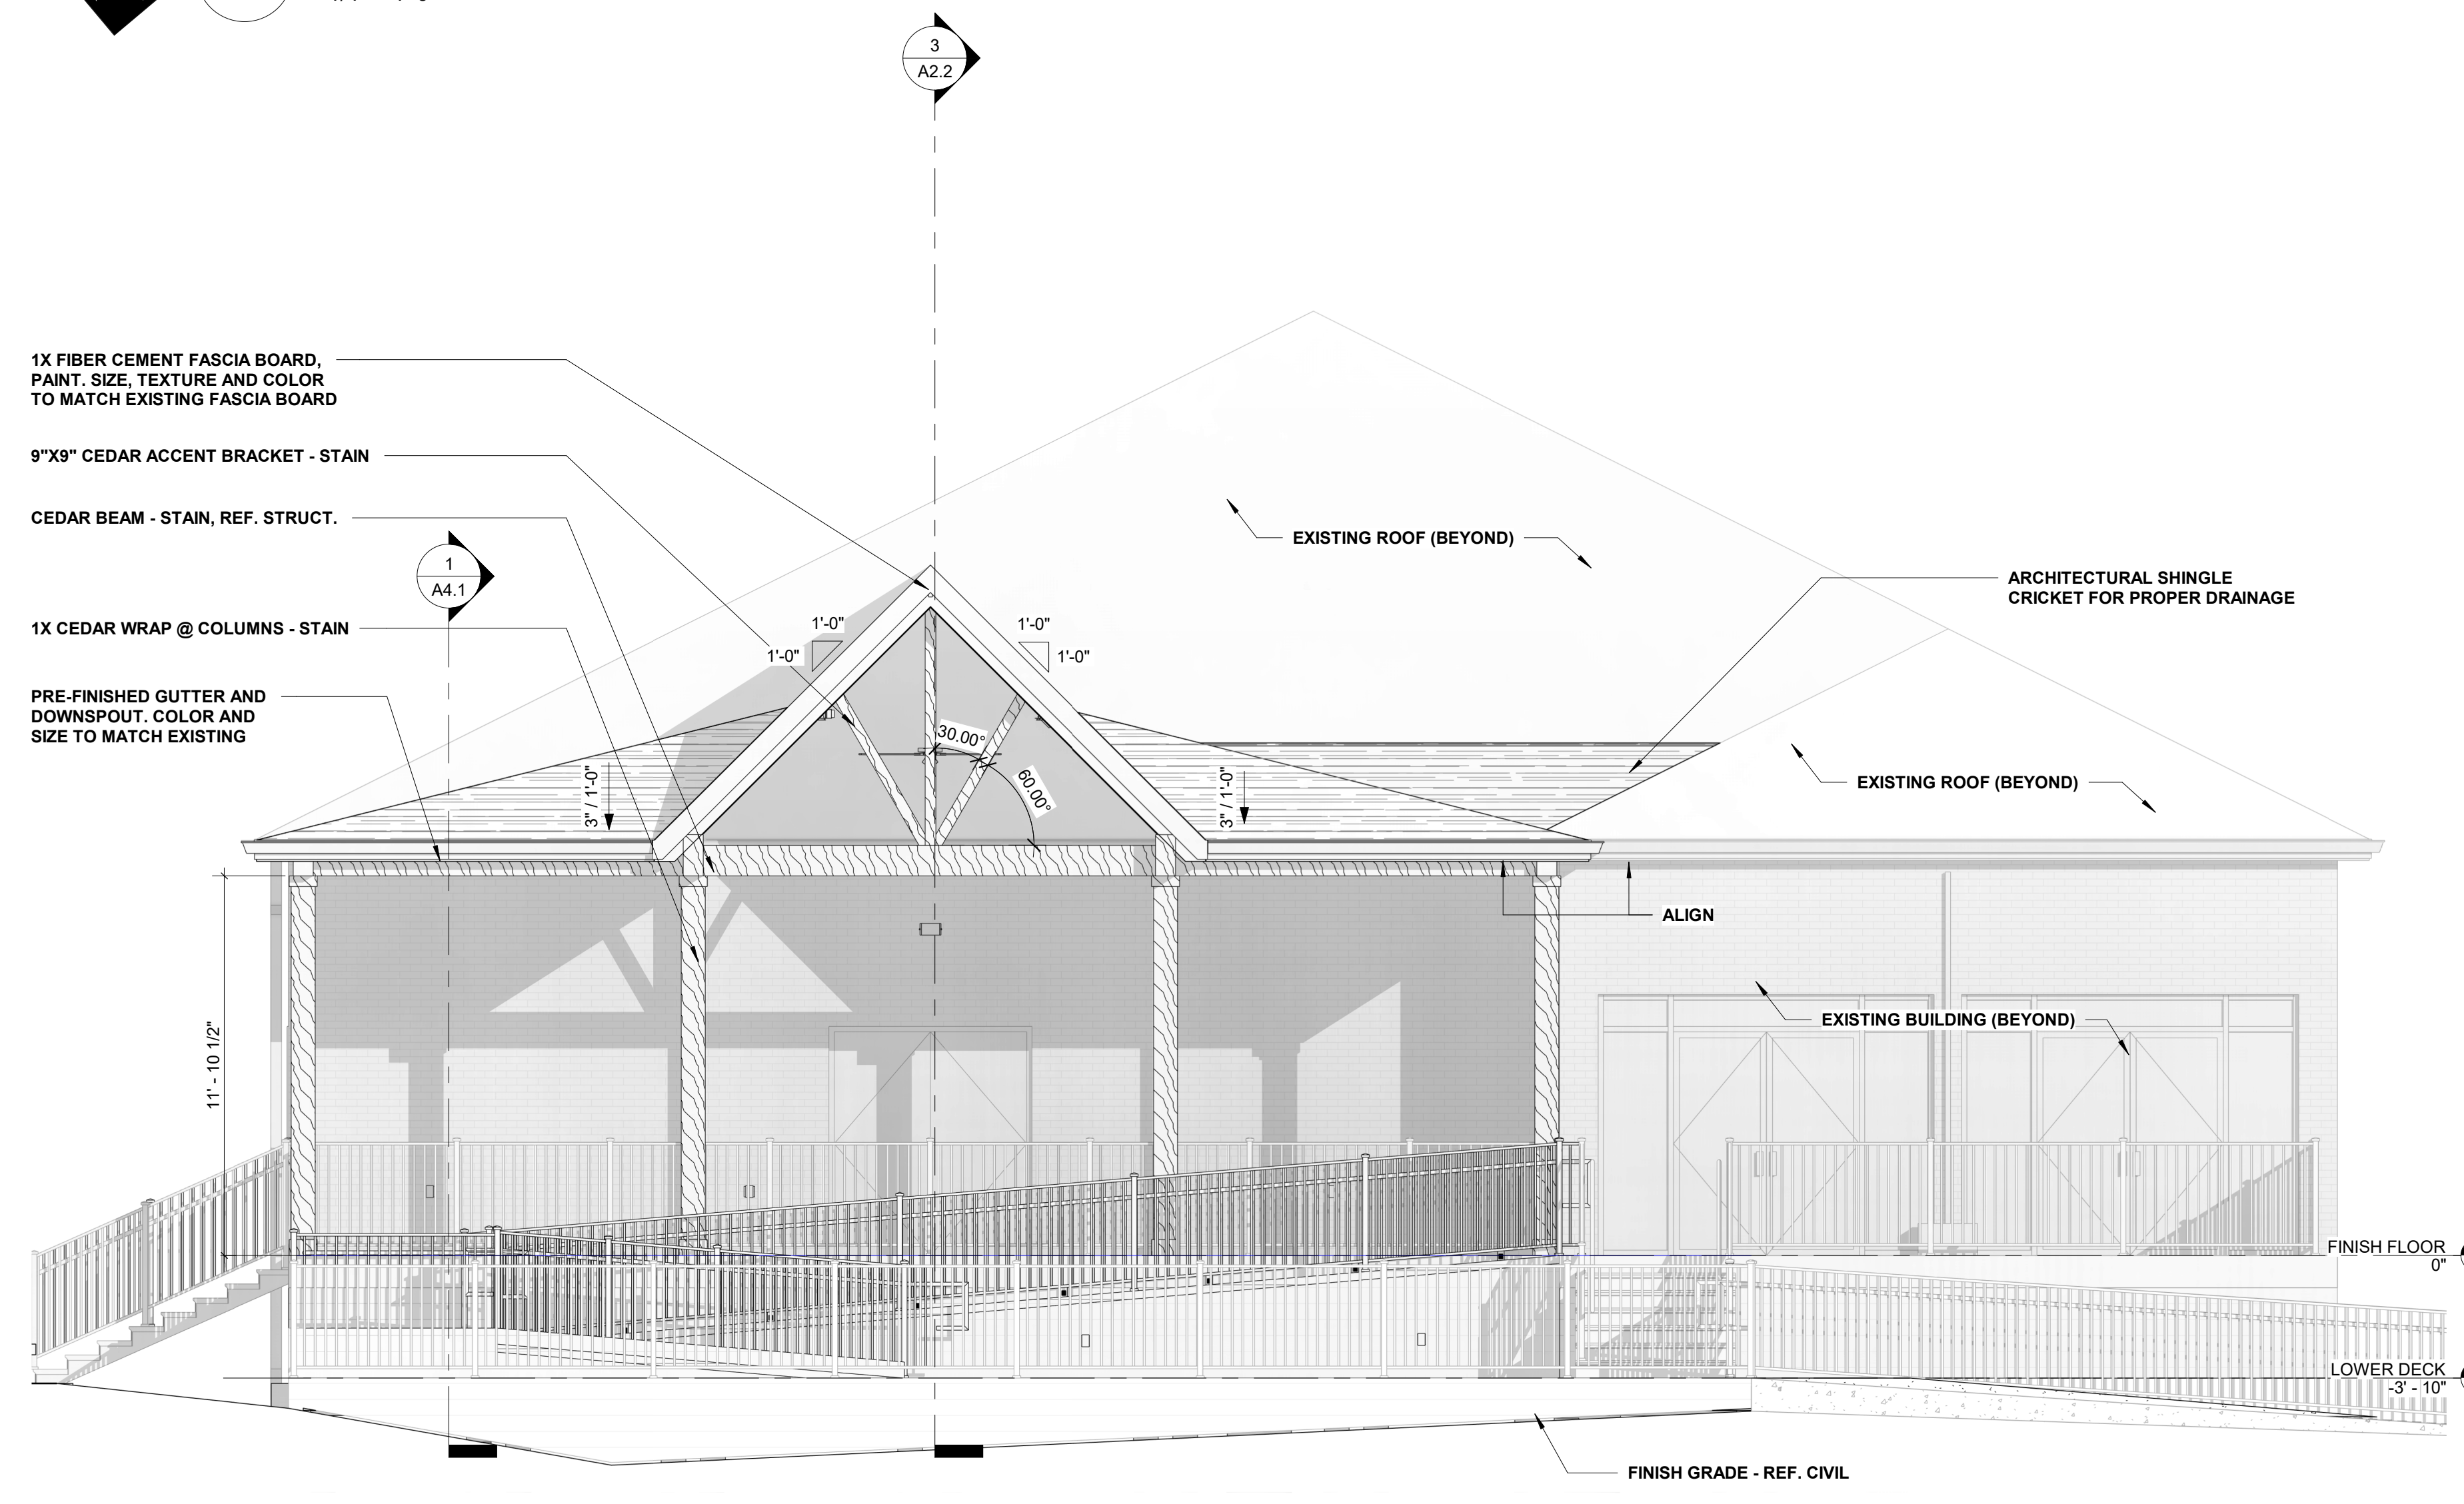 3
A2.2
1X FIBER CEMENT FASCIA BOARD,
PAINT. SIZE, TEXTURE AND COLOR
TO MATCH EXISTING FASCIA BOARD
9"X9" CEDAR ACCENT BRACKET - STAIN
CEDAR BEAM - STAIN, REF. STRUCT.
EXISTING ROOF (BEYOND)
1
A4.1
ARCHITECTURAL SHINGLE
CRICKET FOR PROPER DRAINAGE
1X CEDAR WRAP @ COLUMNS - STAIN
1'-0"
1'-0"
1'-0"
1'-0"
PRE-FINISHED GUTTER AND
DOWNSPOUT. COLOR AND
SIZE TO MATCH EXISTING
30.00°
60.00°
3" / 1'-0"
3" / 1'-0"
EXISTING ROOF (BEYOND)
ALIGN
EXISTING BUILDING (BEYOND)
11' - 10 1/2"
FINISH FLOOR
0"
LOWER DECK
-3' - 10"
FINISH GRADE - REF. CIVIL